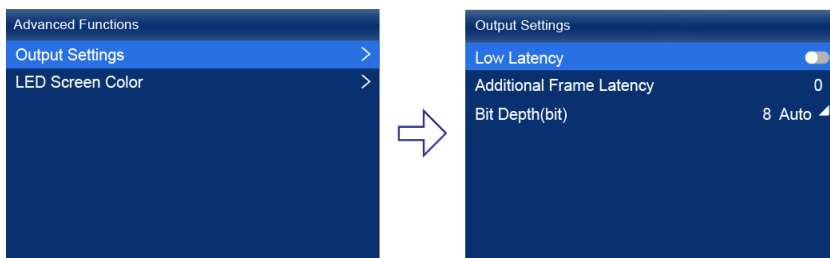 Advanced Functions
Output Settings
LED Screen Color
Output Settings
Low Latency
Additional Frame Latency 0
Bit Depth(bit) 8 Auto